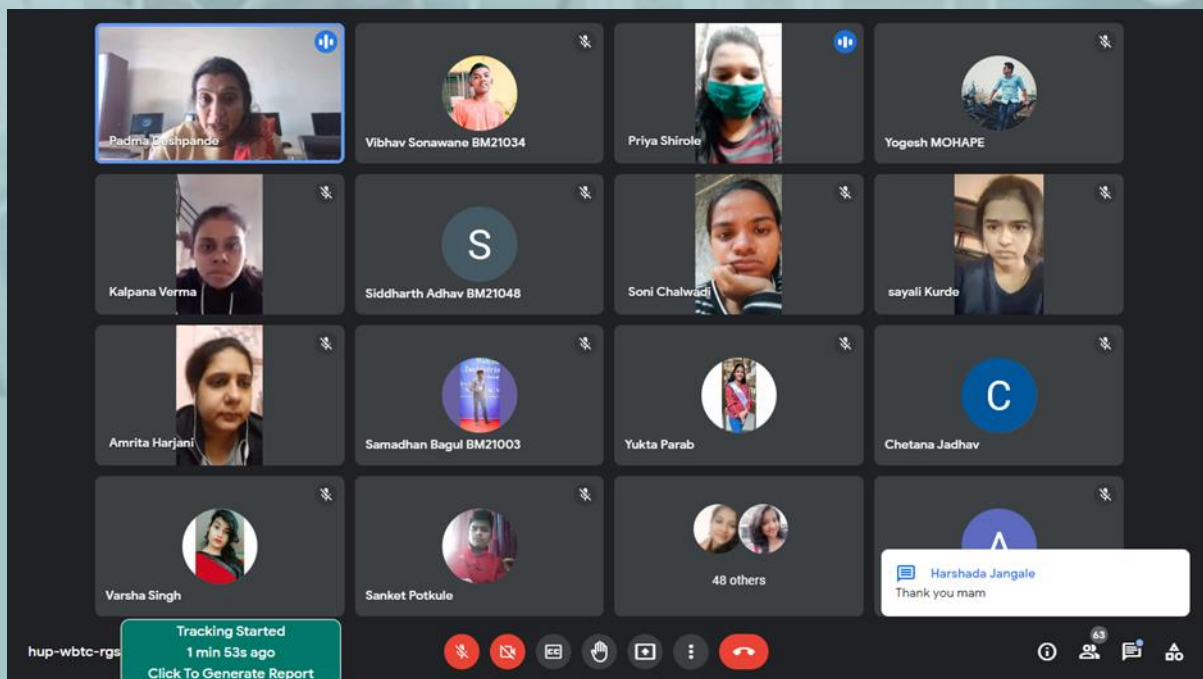 Padma Deshpande
Vibhav Sonawane BM21034
Priya Shirole
Yogesh MOHAPE
Kalpana Verma
S
Siddharth Adhav BM21048
Soni Chalwadi
sayali Kurde
Amrita Harjani
Samadhan Bagul BM21003
Yukta Parab
C
Chetana Jadhav
Varsha Singh
Sanket Potkule
48 others
A
Harshada Jangale
Thank you mam
hup-wbtc-rgs
Tracking Started
1 min 53s ago
Click To Generate Report
CC
63